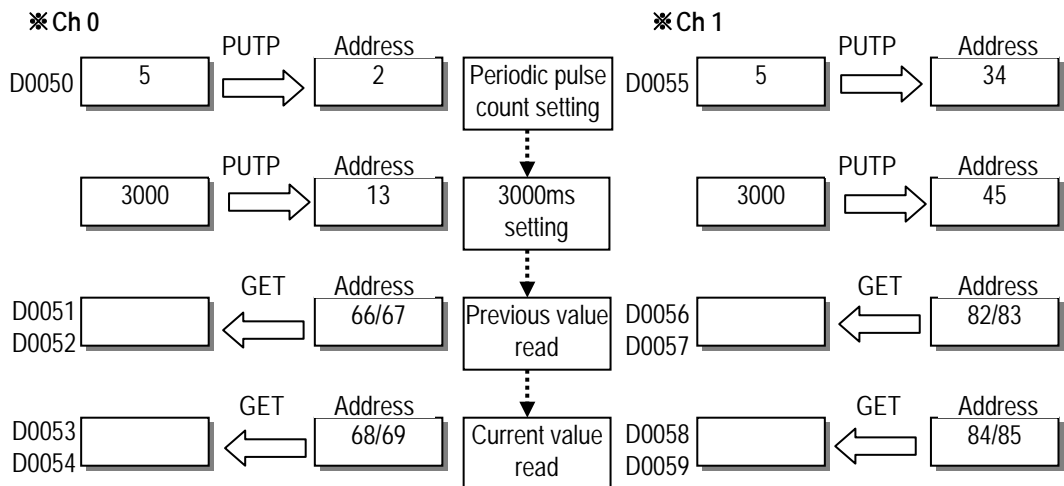 ※ Ch 0
※ Ch 1
PUTP
Address
PUTP
Address
D0050
5
2
Periodic pulse
count setting
D0055
5
34
PUTP
Address
PUTP
Address
3000
13
3000ms
setting
3000
45
GET
Address
GET
Address
D0051
D0052
66/67
Previous value
read
D0056
D0057
82/83
GET
Address
GET
Address
D0053
D0054
68/69
Current value
read
D0058
D0059
84/85